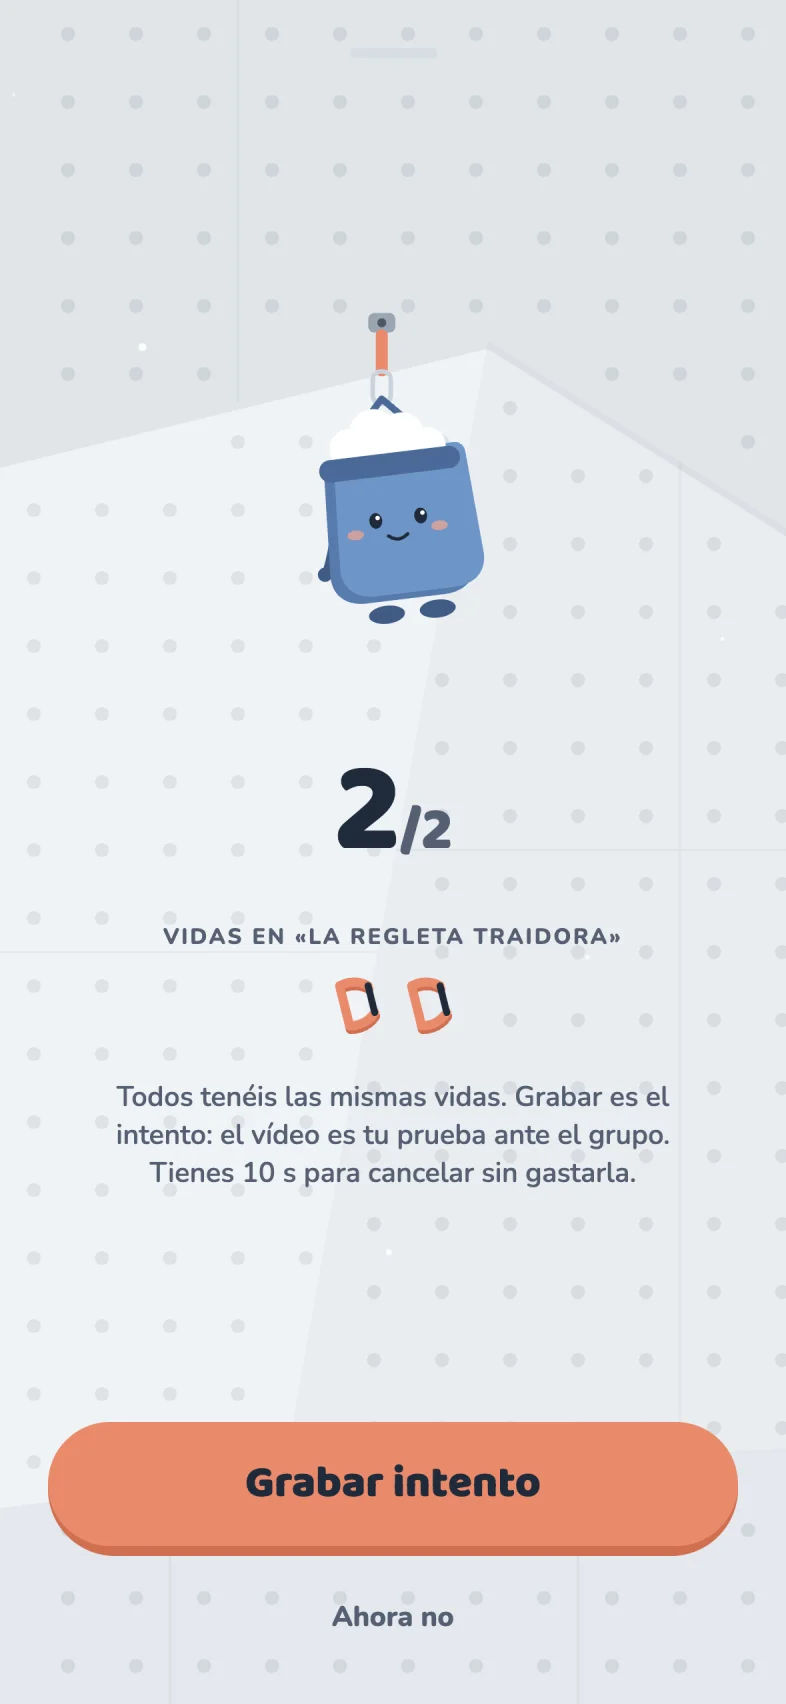 2/2
VIDAS EN «LA REGLETA TRAIDORA»
Todos tenéis las mismas vidas. Grabar es el
intento: el vídeo es tu prueba ante el grupo.
Tienes 10 s para cancelar sin gastarla.
Grabar intento
Ahora no